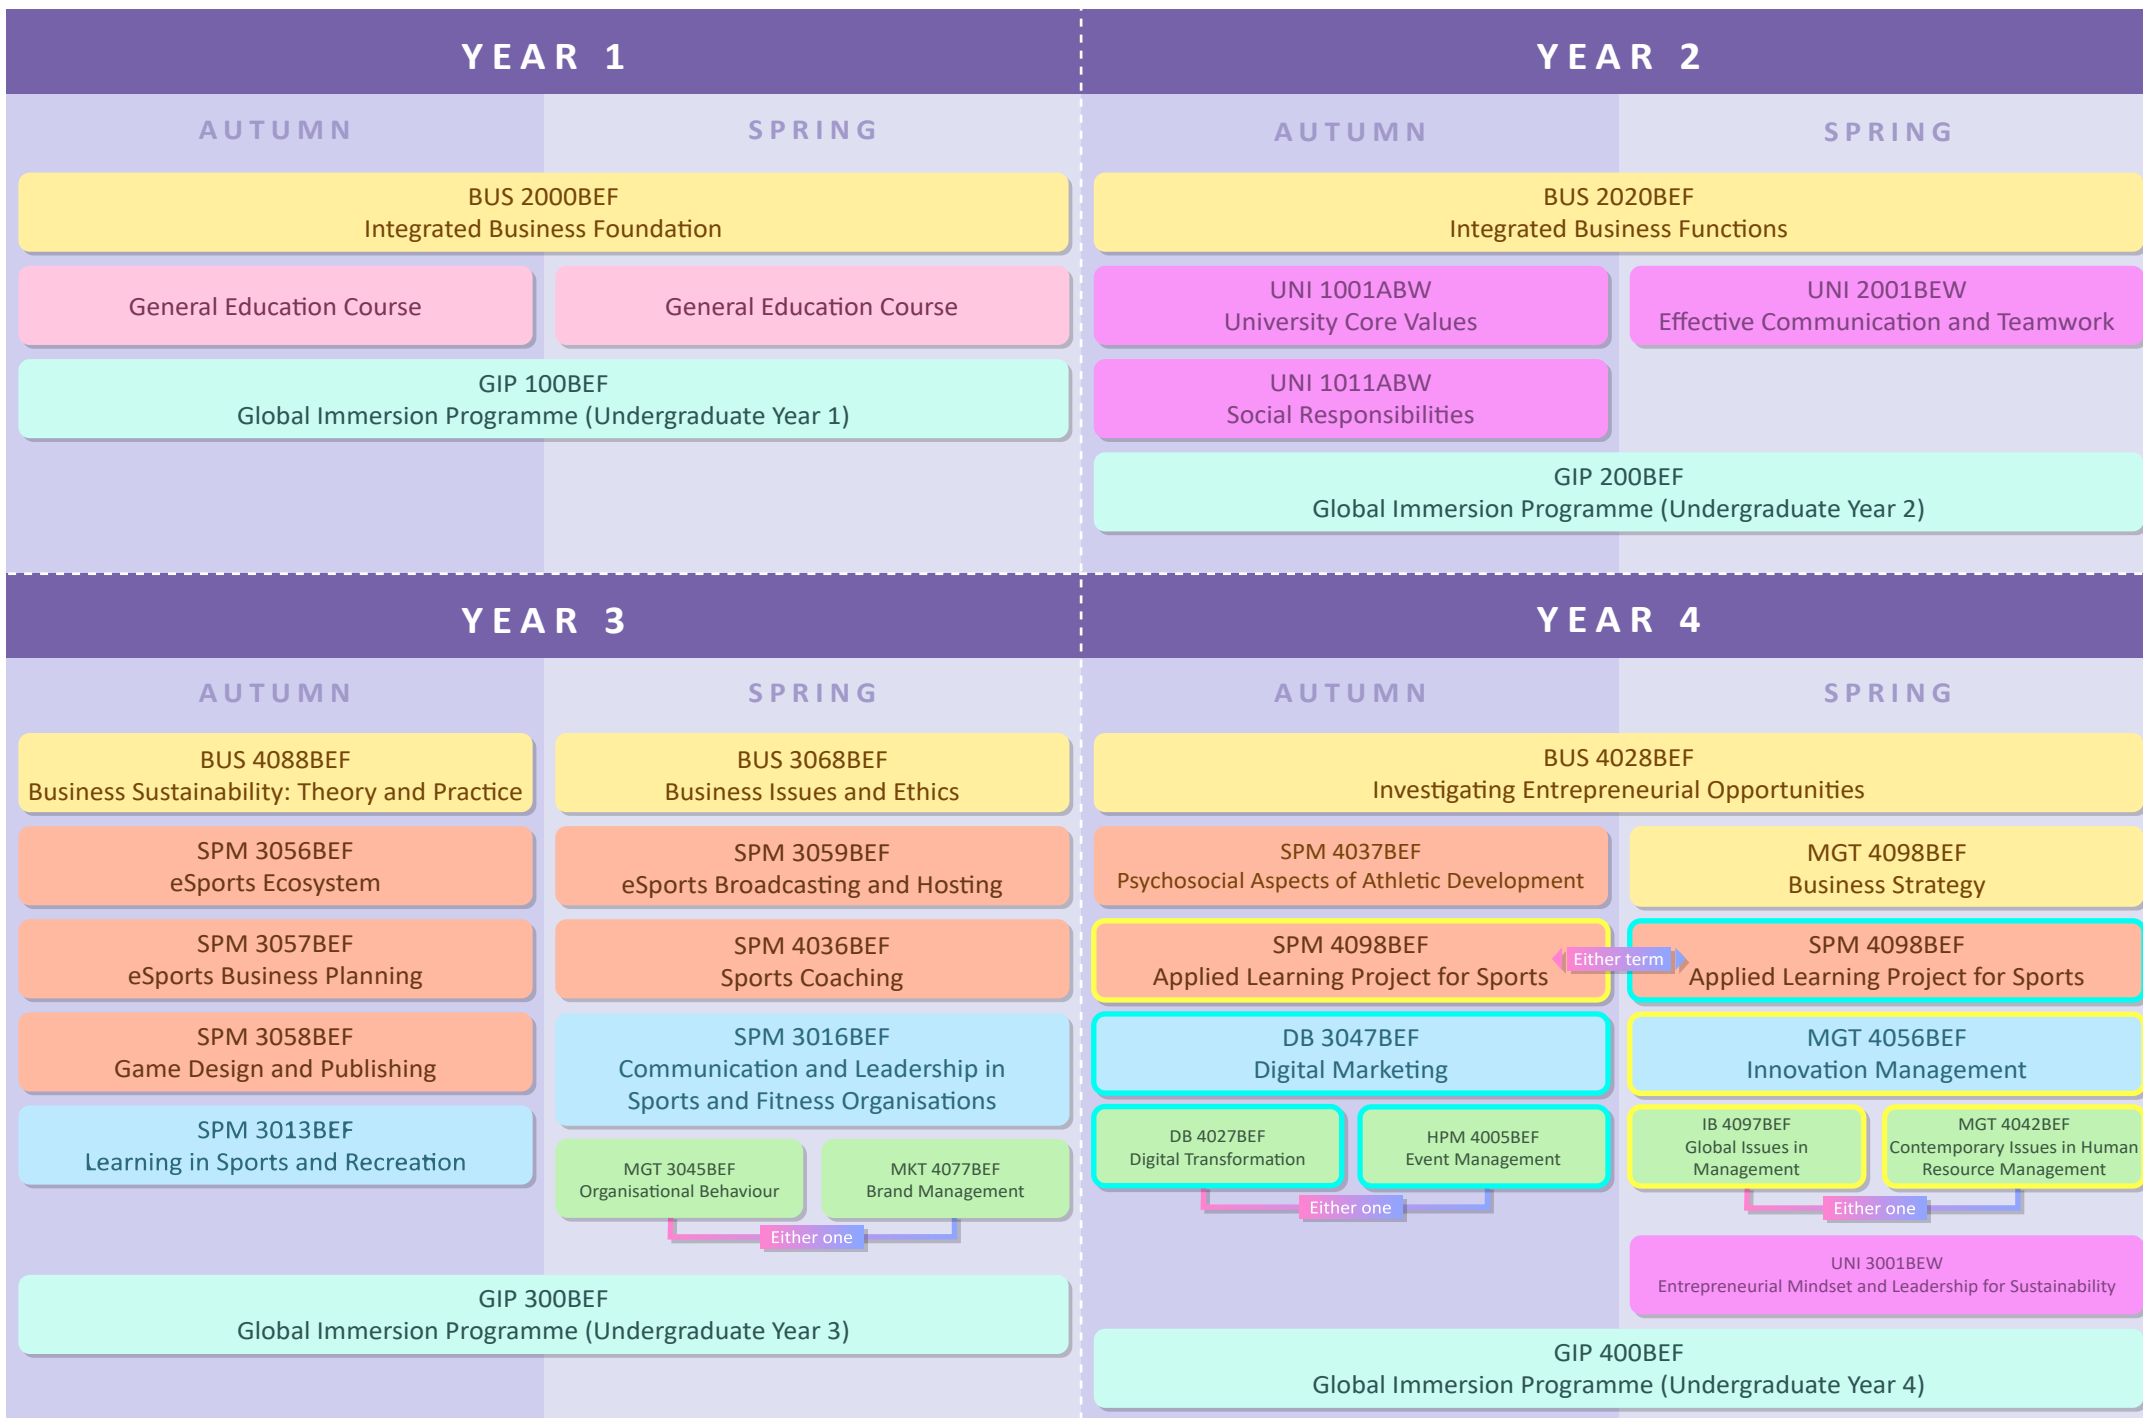 YEAR 1
AUTUMN
SPRING
BUS 2000BEF
Integrated Business Foundation
General Education Course
General Education Course
GIP 100BEF
Global Immersion Programme (Undergraduate Year 1)
YEAR 2
AUTUMN
SPRING
BUS 2020BEF
Integrated Business Functions
UNI 1001ABW
University Core Values
UNI 2001BEW
Effective Communication and Teamwork
UNI 1011ABW
Social Responsibilities
GIP 200BEF
Global Immersion Programme (Undergraduate Year 2)
YEAR 3
AUTUMN
SPRING
BUS 4088BEF
Business Sustainability: Theory and Practice
SPM 3056BEF
eSports Ecosystem
SPM 3057BEF
eSports Business Planning
SPM 3058BEF
Game Design and Publishing
SPM 3013BEF
Learning in Sports and Recreation
BUS 3068BEF
Business Issues and Ethics
SPM 3059BEF
eSports Broadcasting and Hosting
SPM 4036BEF
Sports Coaching
SPM 3016BEF
Communication and Leadership in
Sports and Fitness Organisations
MGT 3045BEF
Organisational Behaviour
MKT 4077BEF
Brand Management
Either one
GIP 300BEF
Global Immersion Programme (Undergraduate Year 3)
YEAR 4
AUTUMN
SPRING
BUS 4028BEF
Investigating Entrepreneurial Opportunities
SPM 4037BEF
Psychosocial Aspects of Athletic Development
SPM 4098BEF
Applied Learning Project for Sports
Either term
DB 3047BEF
Digital Marketing
DB 4027BEF
Digital Transformation
HPM 4005BEF
Event Management
Either one
MGT 4098BEF
Business Strategy
SPM 4098BEF
Applied Learning Project for Sports
MGT 4056BEF
Innovation Management
IB 4097BEF
Global Issues in
Management
MGT 4042BEF
Contemporary Issues in Human
Resource Management
Either one
UNI 3001BEW
Entrepreneurial Mindset and Leadership for Sustainability
GIP 400BEF
Global Immersion Programme (Undergraduate Year 4)